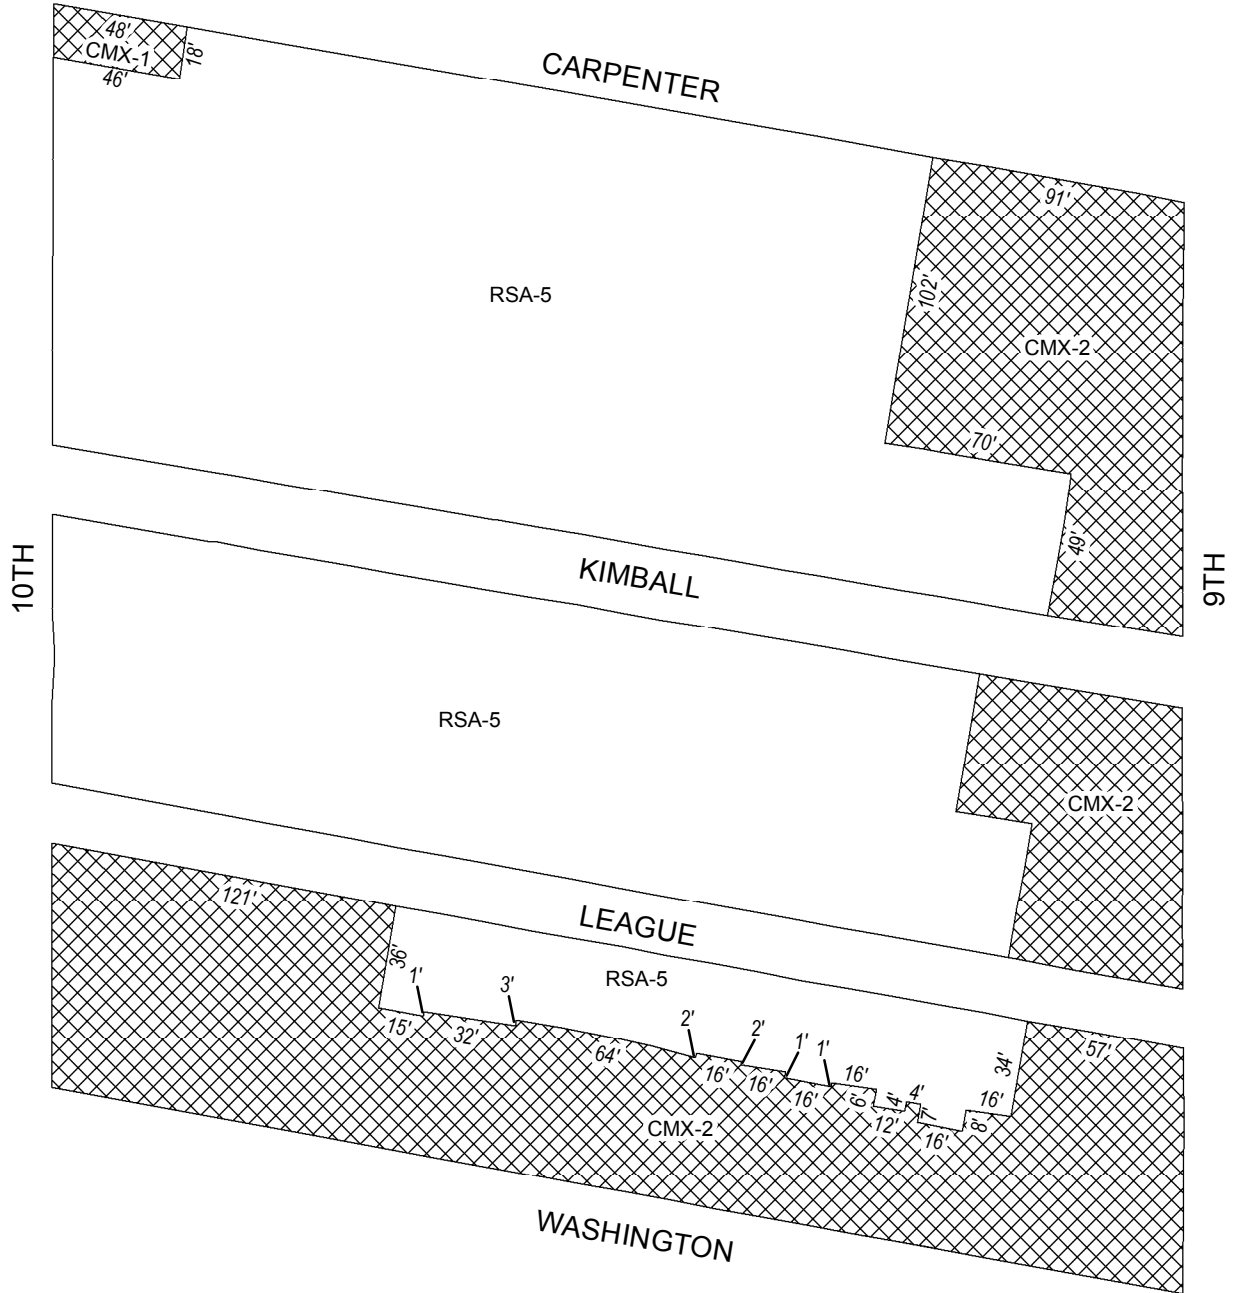 48'
CMX-1
18'
46'
CARPENTER
91'
RSA-5
102'
CMX-2
70'
49'
10TH
KIMBALL
9TH
RSA-5
CMX-2
121'
LEAGUE
36'
RSA-5
1'
3'
2'
2'
1'
1'
16'
15'
32'
64'
16'
16'
16'
6'
12'
4'
4'
7'
16'
8'
16'
34'
57'
CMX-2
WASHINGTON